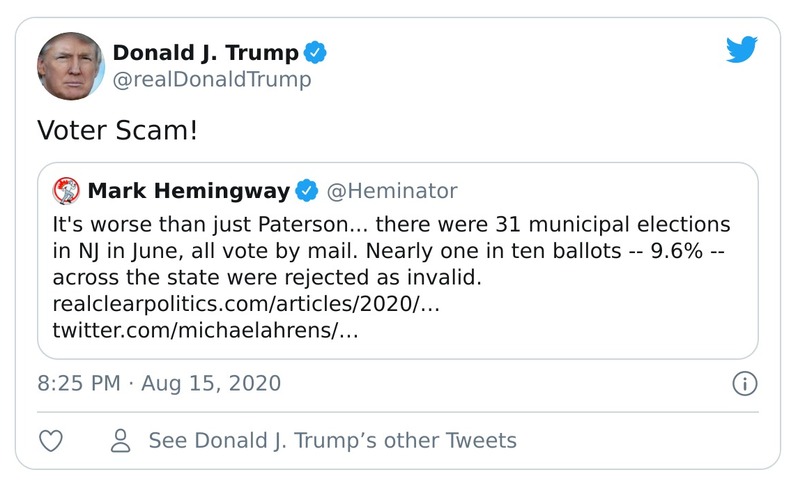 Donald J. Trump
@realDonaldTrump
Voter Scam!
Mark Hemingway @Heminator
It's worse than just Paterson... there were 31 municipal elections
in NJ in June, all vote by mail. Nearly one in ten ballots -- 9.6% --
across the state were rejected as invalid.
realclearpolitics.com/articles/2020/…
twitter.com/michaelahrens/…
8:25 PM · Aug 15, 2020
See Donald J. Trump’s other Tweets